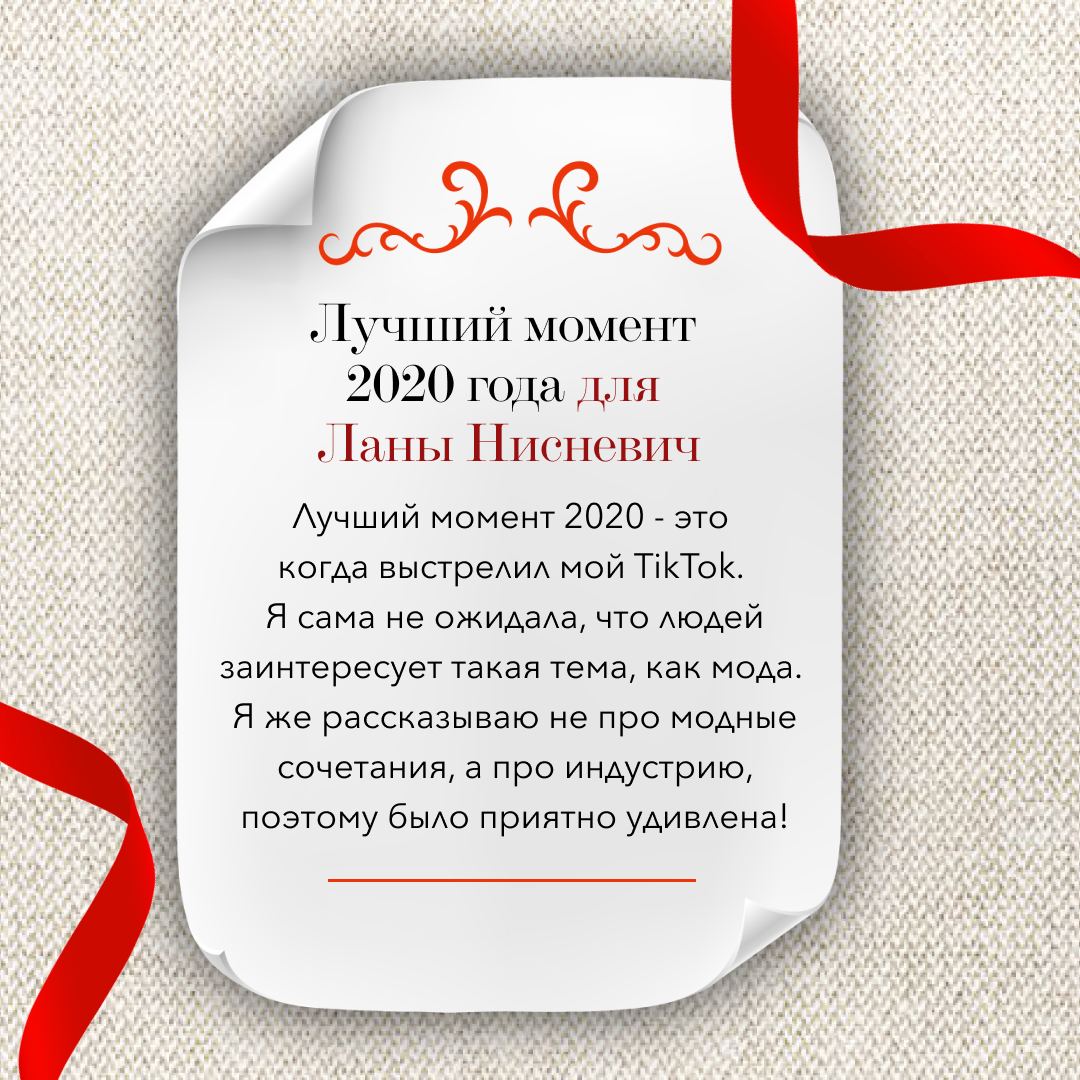 Лучший момент
2020 года для
Ланы Нисневич
Лучший момент 2020 - это
когда выстрелил мой TikTok.
Я сама не ожидала, что людей
заинтересует такая тема, как мода.
Я же рассказываю не про модные
сочетания, а про индустрию,
поэтому было приятно удивлена!